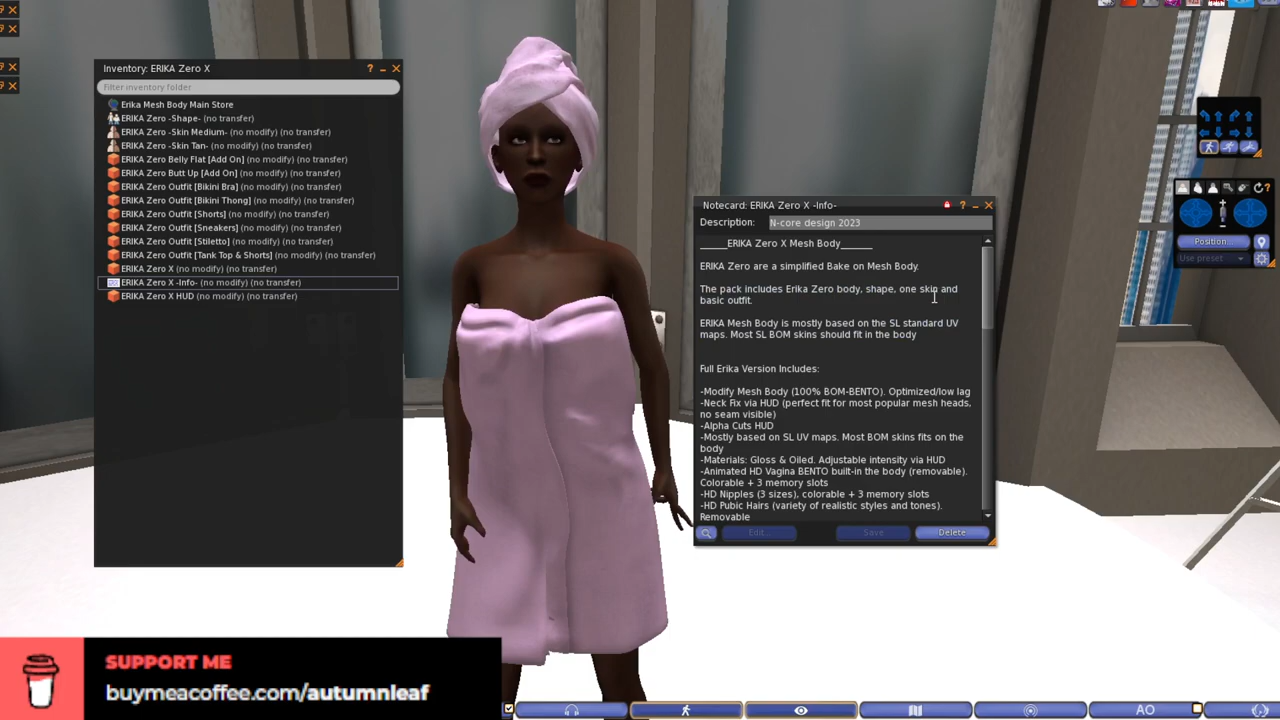 Inventory: ERIKA Zero X
Filter inventory folder
Erika Mesh Body Main Store
ERIKA Zero -Shape- (no transfer)
ERIKA Zero -Skin Medium- (no modify) (no transfer)
ERIKA Zero -Skin Tan- (no modify) (no transfer)
ERIKA Zero Belly Flat [Add On] (no modify) (no transfer)
ERIKA Zero Butt Up [Add On] (no modify) (no transfer)
ERIKA Zero Outfit [Bikini Bra] (no modify) (no transfer)
ERIKA Zero Outfit [Bikini Thong] (no modify) (no transfer)
ERIKA Zero Outfit [Shorts] (no modify) (no transfer)
ERIKA Zero Outfit [Sneakers] (no modify) (no transfer)
ERIKA Zero Outfit [Stiletto] (no modify) (no transfer)
ERIKA Zero Outfit [Tank Top & Shorts] (no modify) (no transfer)
ERIKA Zero X (no modify) (no transfer)
ERIKA Zero X -Info- (no modify) (no transfer)
ERIKA Zero X HUD (no modify) (no transfer)
Notecard: ERIKA Zero X -Info-
Description: N-core design 2023
_____ERIKA Zero X Mesh Body______
ERIKA Zero are a simplified Bake on Mesh Body.
The pack includes Erika Zero body, shape, one skin and
basic outfit.
ERIKA Mesh Body is mostly based on the SL standard UV
maps. Most SL BOM skins should fit in the body
Full Erika Version Includes:
-Modify Mesh Body (100% BOM-BENTO). Optimized/low lag
-Neck Fix via HUD (perfect fit for most popular mesh heads,
no seam visible)
-Alpha Cuts HUD
-Mostly based on SL UV maps. Most BOM skins fits on the
body
-Materials: Gloss & Oiled. Adjustable intensity via HUD
-Animated HD Vagina BENTO built-in the body (removable).
Colorable + 3 memory slots
-HD Nipples (3 sizes), colorable + 3 memory slots
-HD Pubic Hairs (variety of realistic styles and tones).
Removable
Edit...
Save
Delete
Position...
Use preset
SUPPORT ME
buymeacoffee.com/autumnleaf
AO